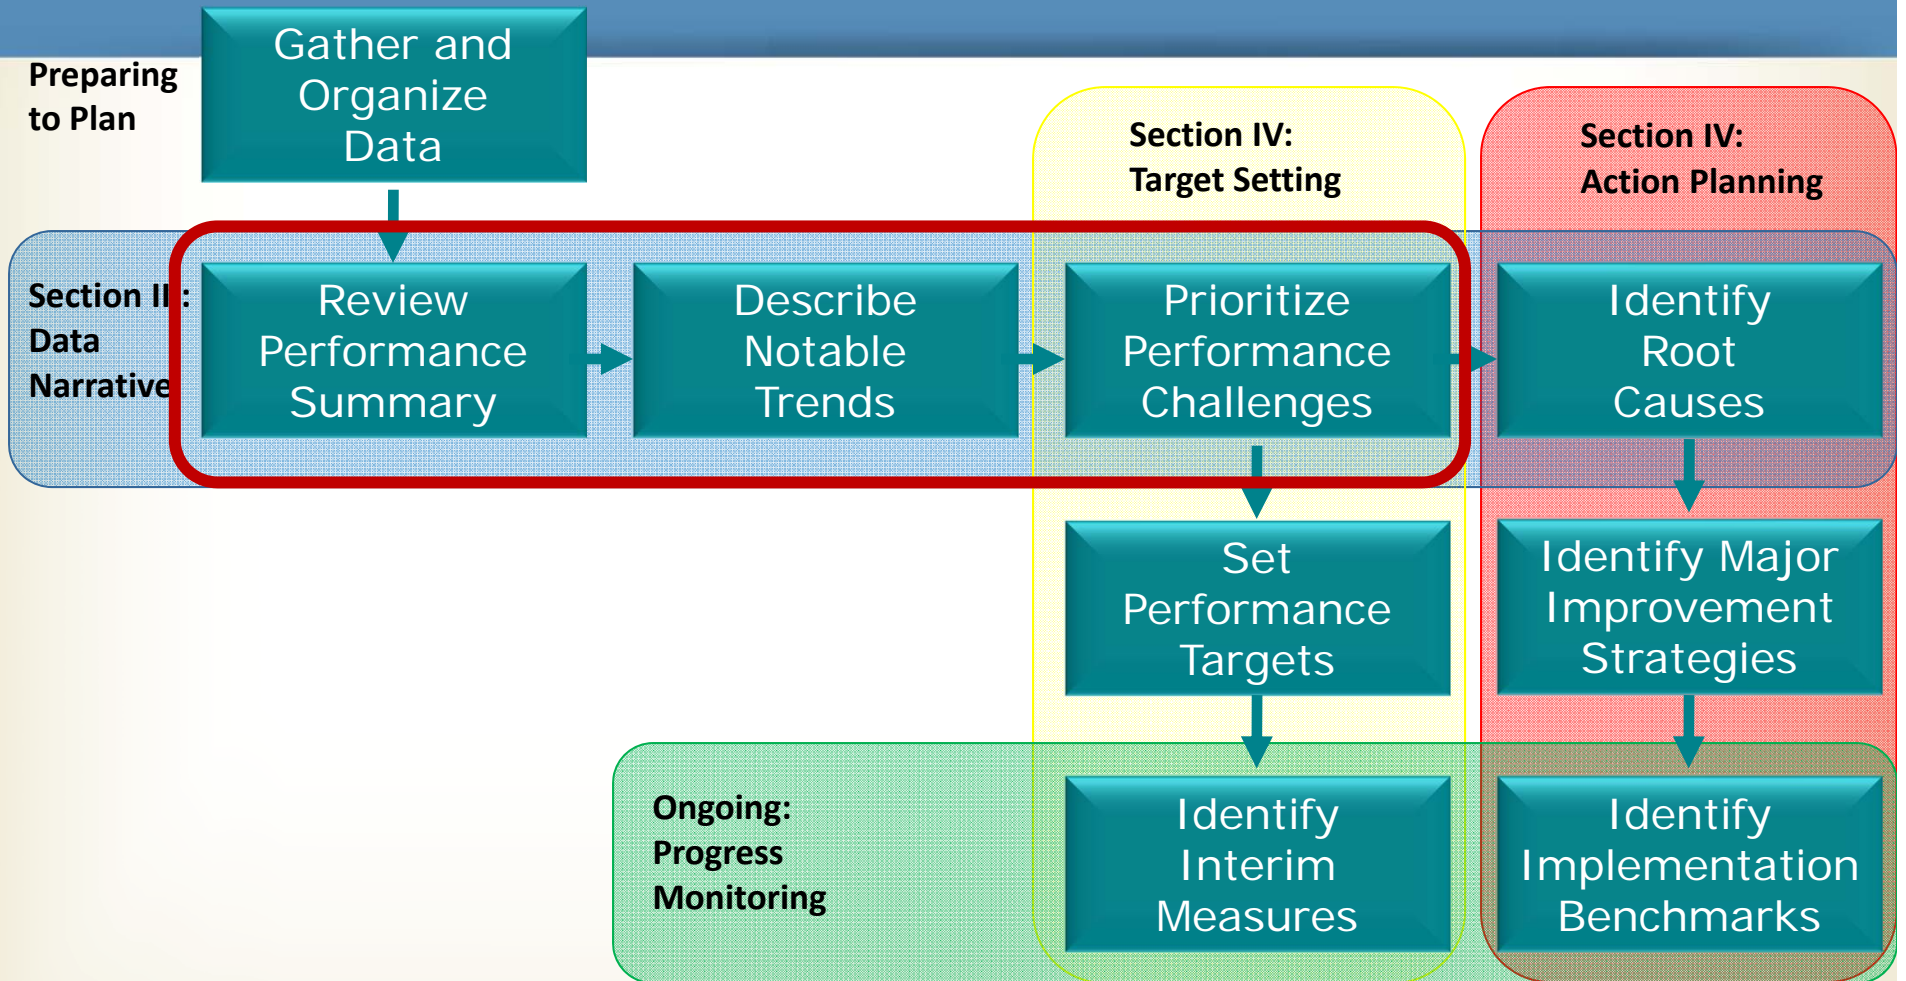 Preparing
to Plan
Gather and
Organize
Data
Section IV:
Target Setting
Section IV:
Action Planning
Section III:
Data
Narrative
Review
Performance
Summary
Describe
Notable
Trends
Prioritize
Performance
Challenges
Identify
Root
Causes
Set
Performance
Targets
Identify Major
Improvement
Strategies
Ongoing:
Progress
Monitoring
Identify
Interim
Measures
Identify
Implementation
Benchmarks